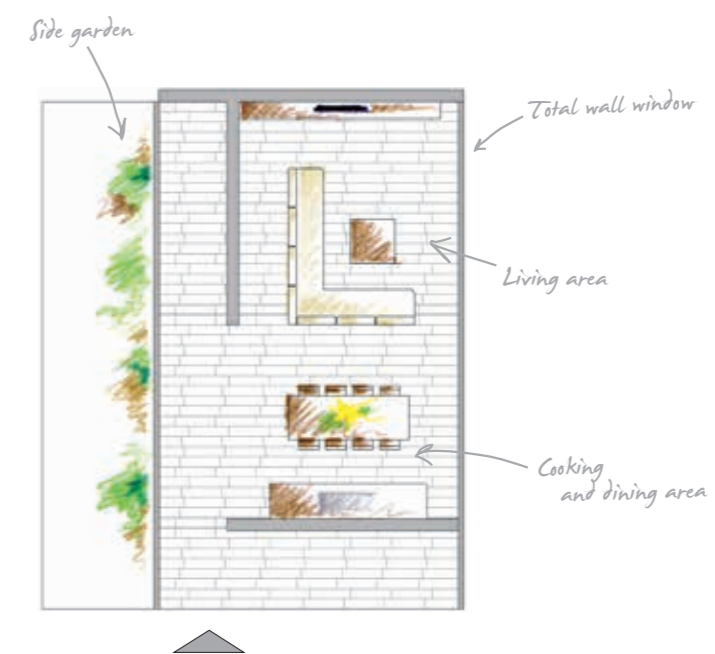 Side garden
Total wall window
Living area
Cooking
and dining area